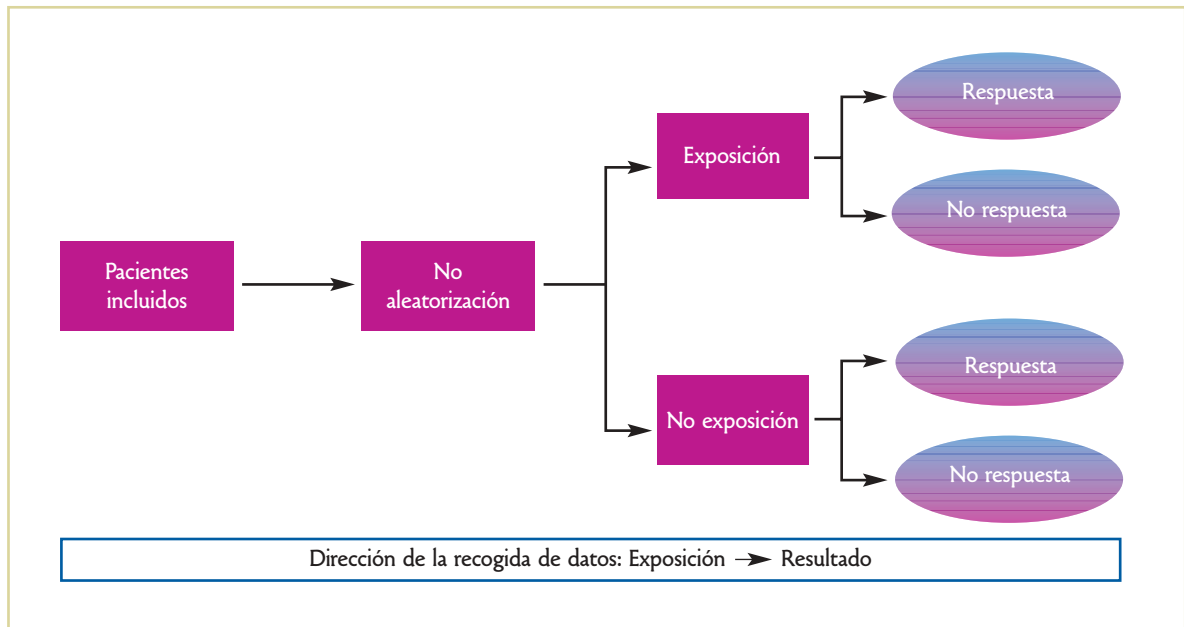 Respuesta
Exposición
No respuesta
Pacientes
incluidos
No
aleatorización
Respuesta
No exposición
No respuesta
Dirección de la recogida de datos: Exposición → Resultado